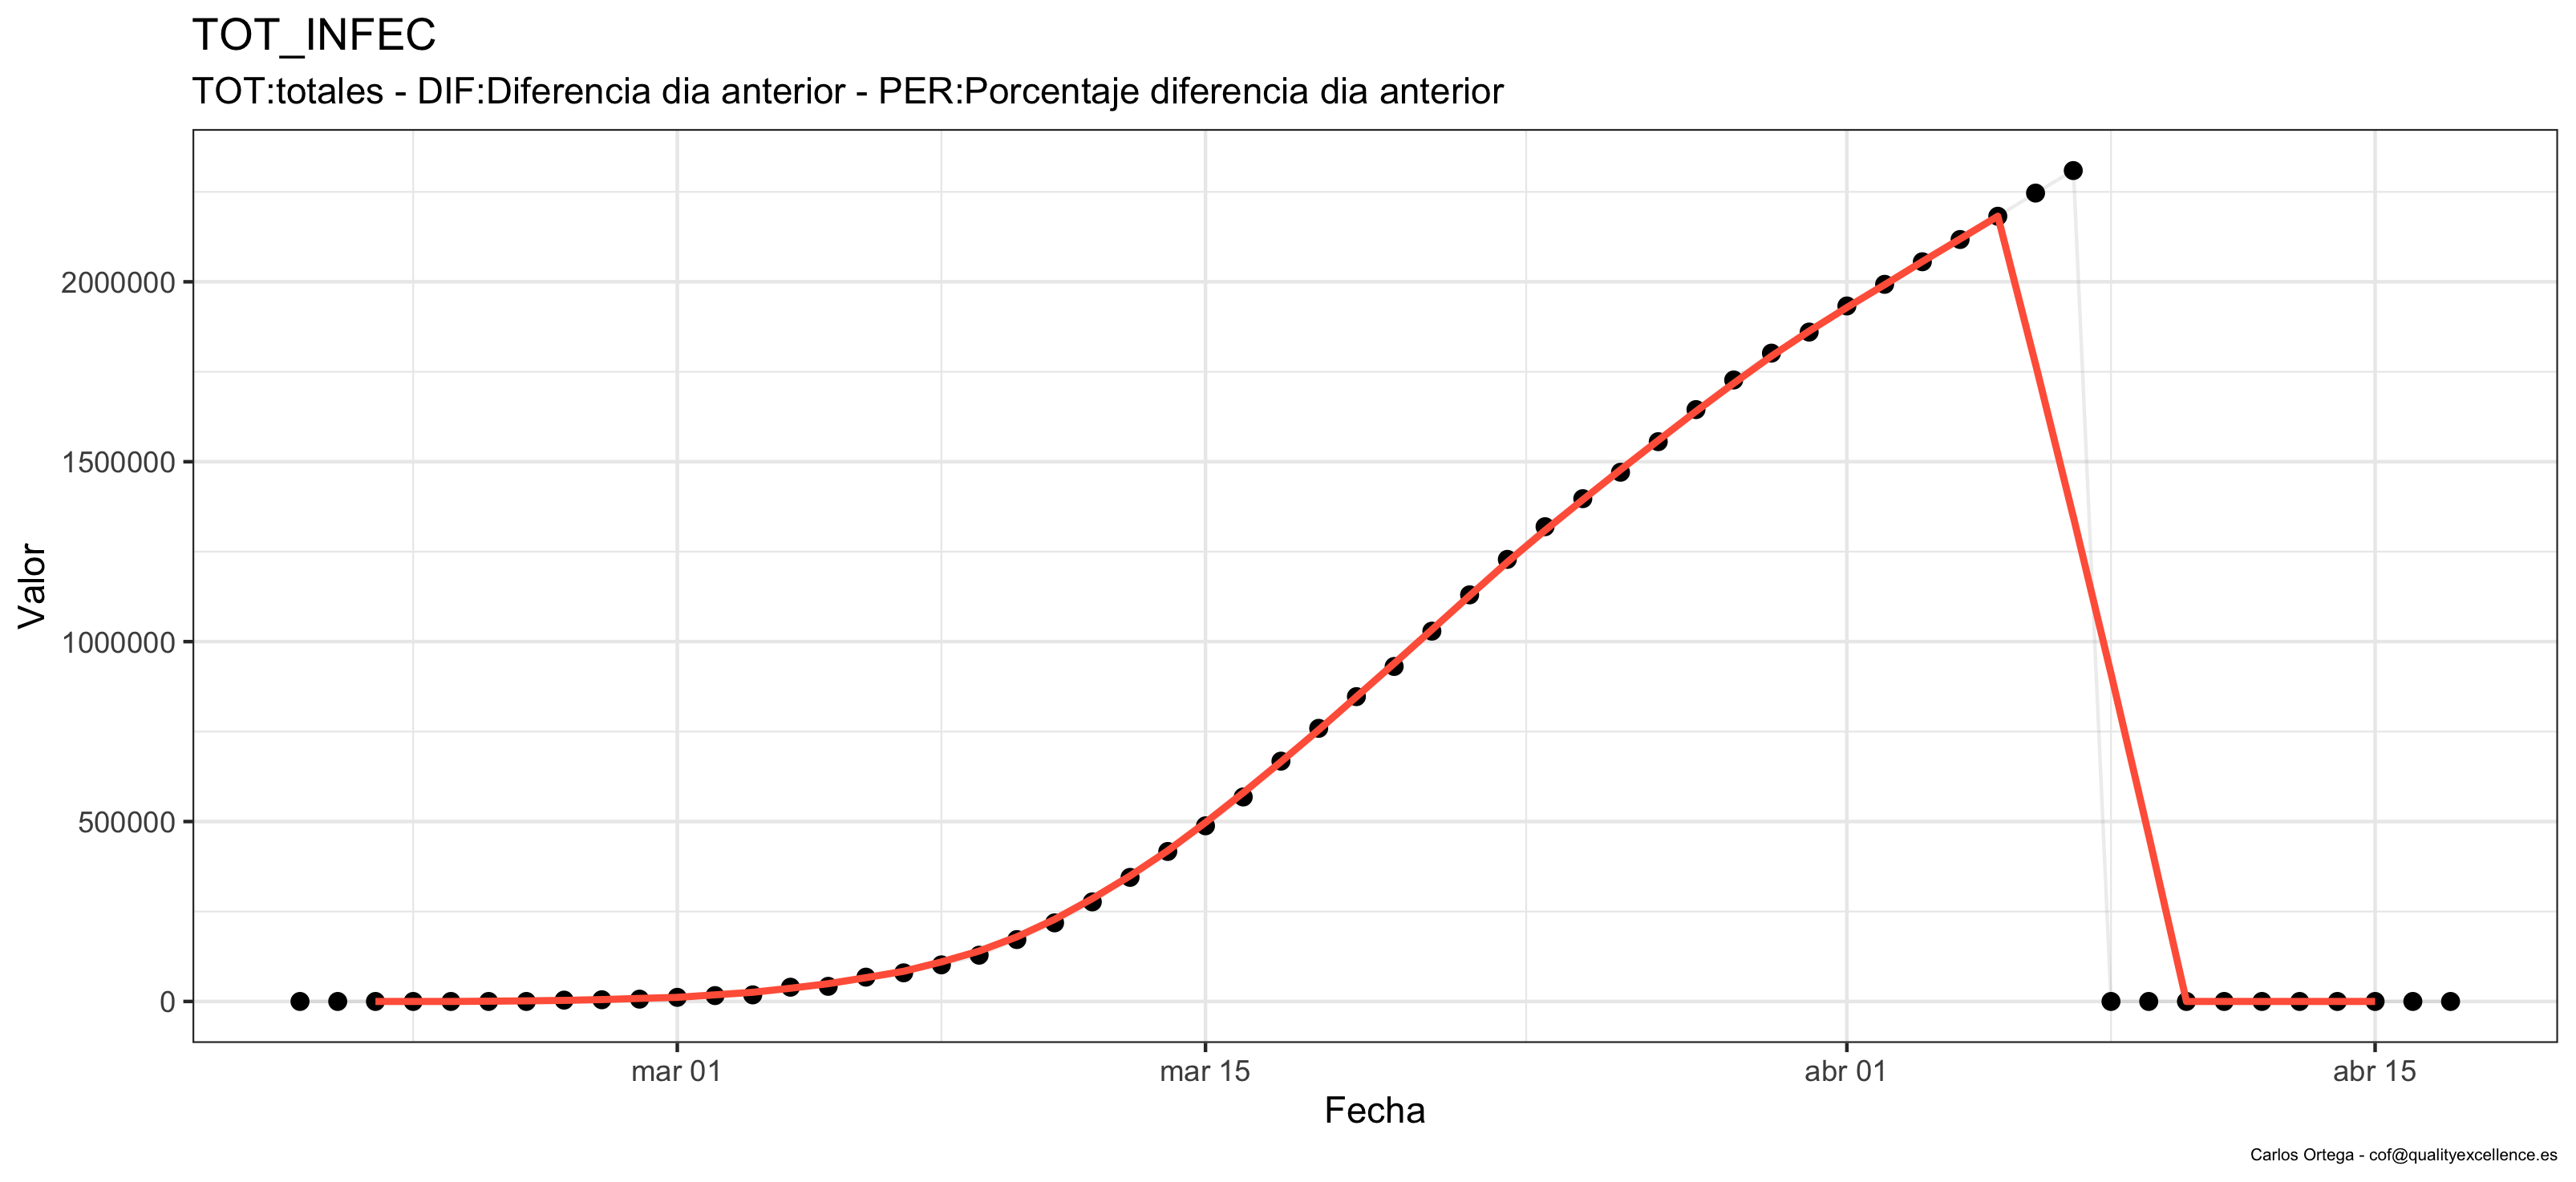 TOT_INFEC
TOT:totales - DIF:Diferencia dia anterior - PER:Porcentaje diferencia dia anterior
Valor
2000000
1500000
1000000
500000
0
mar 01
mar 15
abr 01
abr 15
Fecha
Carlos Ortega - cof@qualityexcellence.es